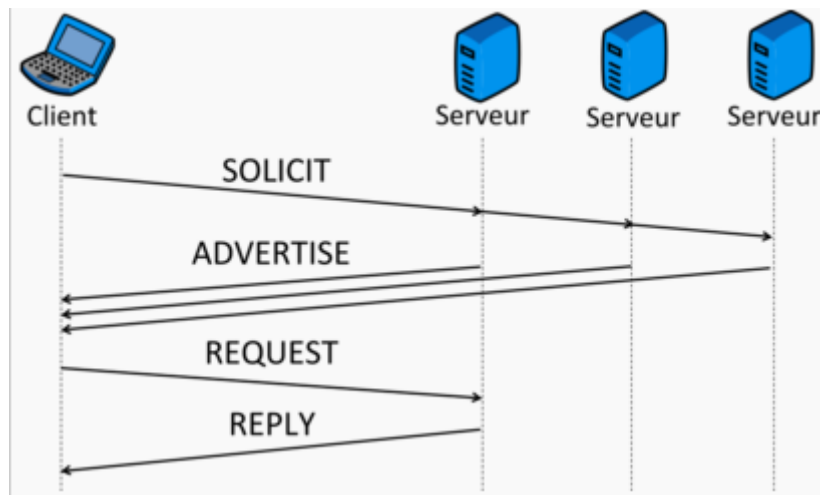 Client
Serveur
Serveur
Serveur
SOLICIT
ADVERTISE
REQUEST
REPLY